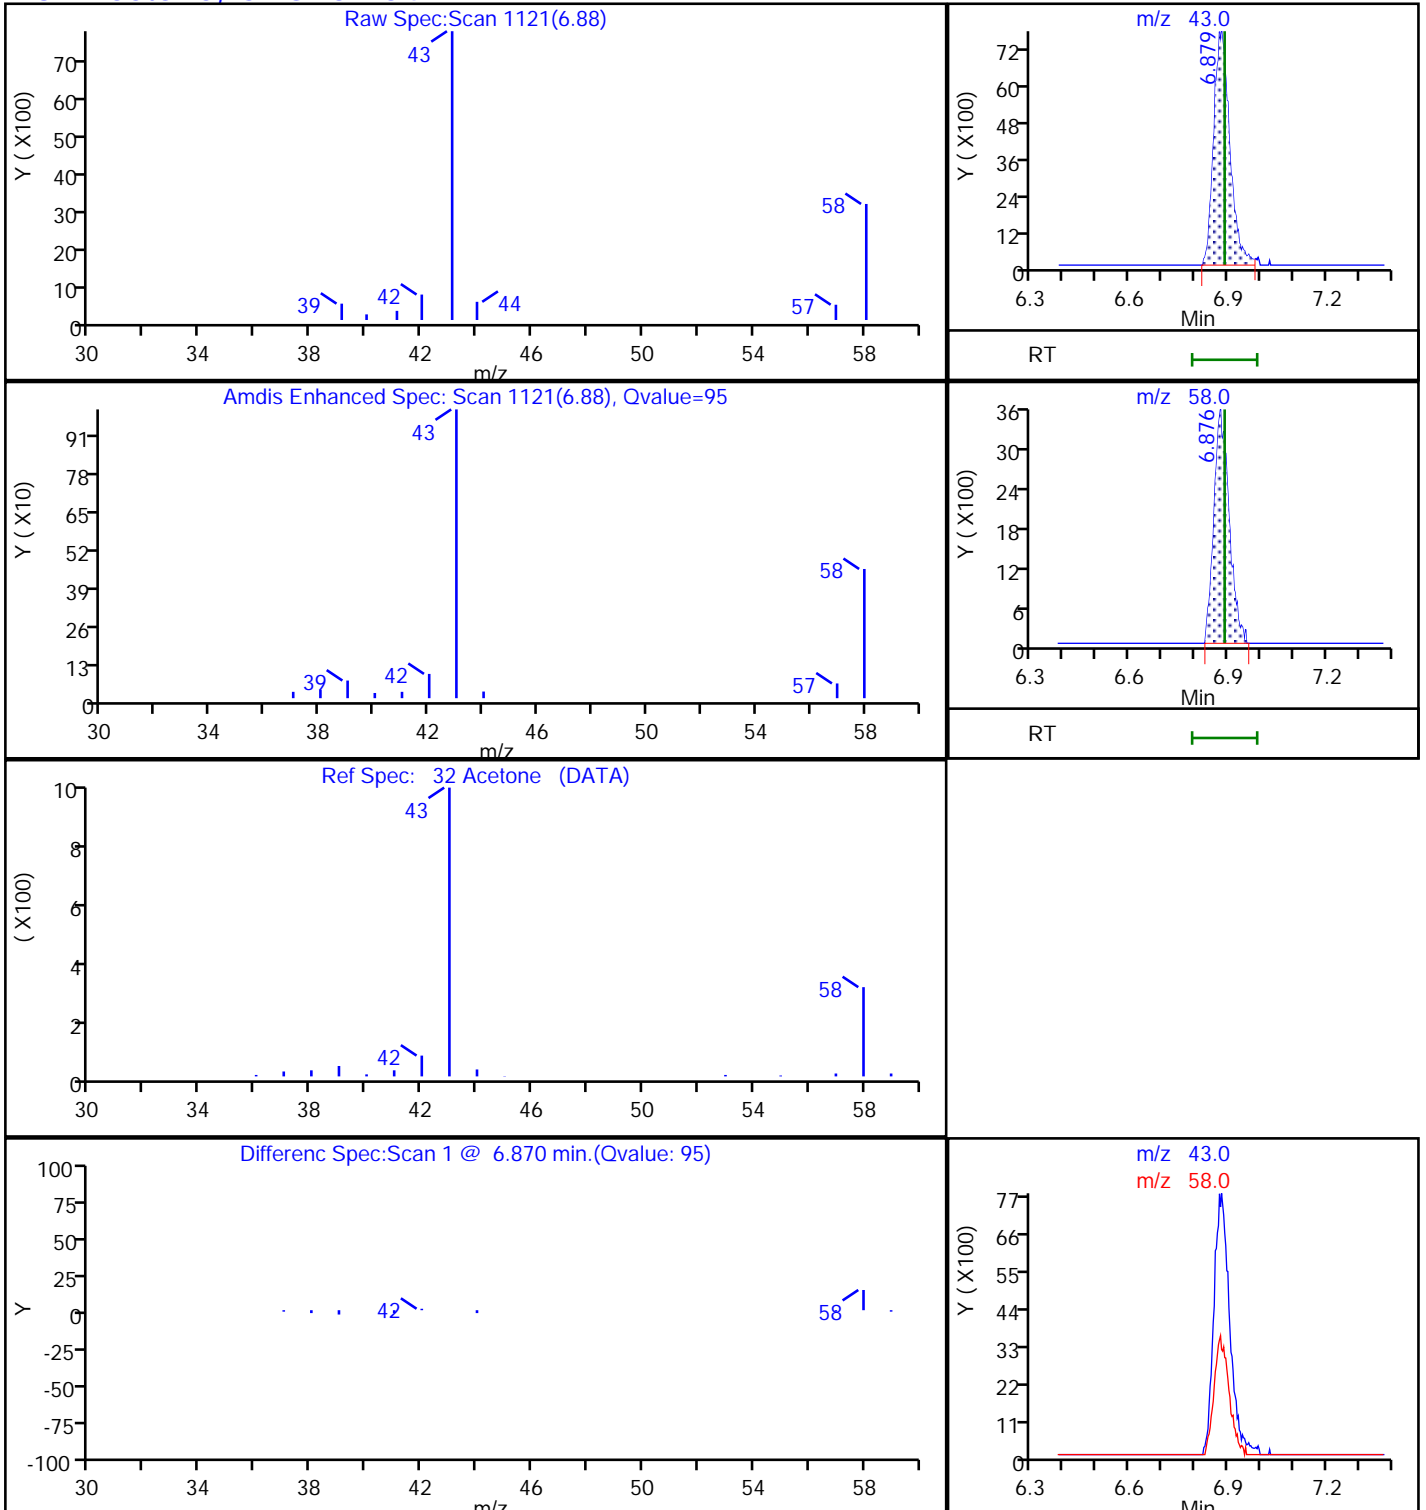 Raw Spec:Scan 1121(6.88)
Y ( X100)
70
60
50
40
30
20
10
0
43
58
39
42
44
57
30 34 38 42 46 50 54 58
m/z
m/z 43.0
Y ( X100)
72
60
48
36
24
12
0
6.879
6.3 6.6 6.9 7.2
Min
RT
Amdis Enhanced Spec: Scan 1121(6.88), Qvalue=95
Y ( X10)
91
78
65
52
39
26
13
0
43
58
39
42
57
30 34 38 42 46 50 54 58
m/z
m/z 58.0
Y ( X100)
36
30
24
18
12
6
0
6.876
6.3 6.6 6.9 7.2
Min
RT
Ref Spec: 32 Acetone (DATA)
( X100)
10
8
6
4
2
0
43
58
42
30 34 38 42 46 50 54 58
Differenc Spec:Scan 1 @ 6.870 min.(Qvalue: 95)
Y
100
75
50
25
0
-25
-50
-75
-100
42
58
30 34 38 42 46 50 54 58
m/z
m/z 43.0
m/z 58.0
Y ( X100)
77
66
55
44
33
22
11
0
6.3 6.6 6.9 7.2
Min